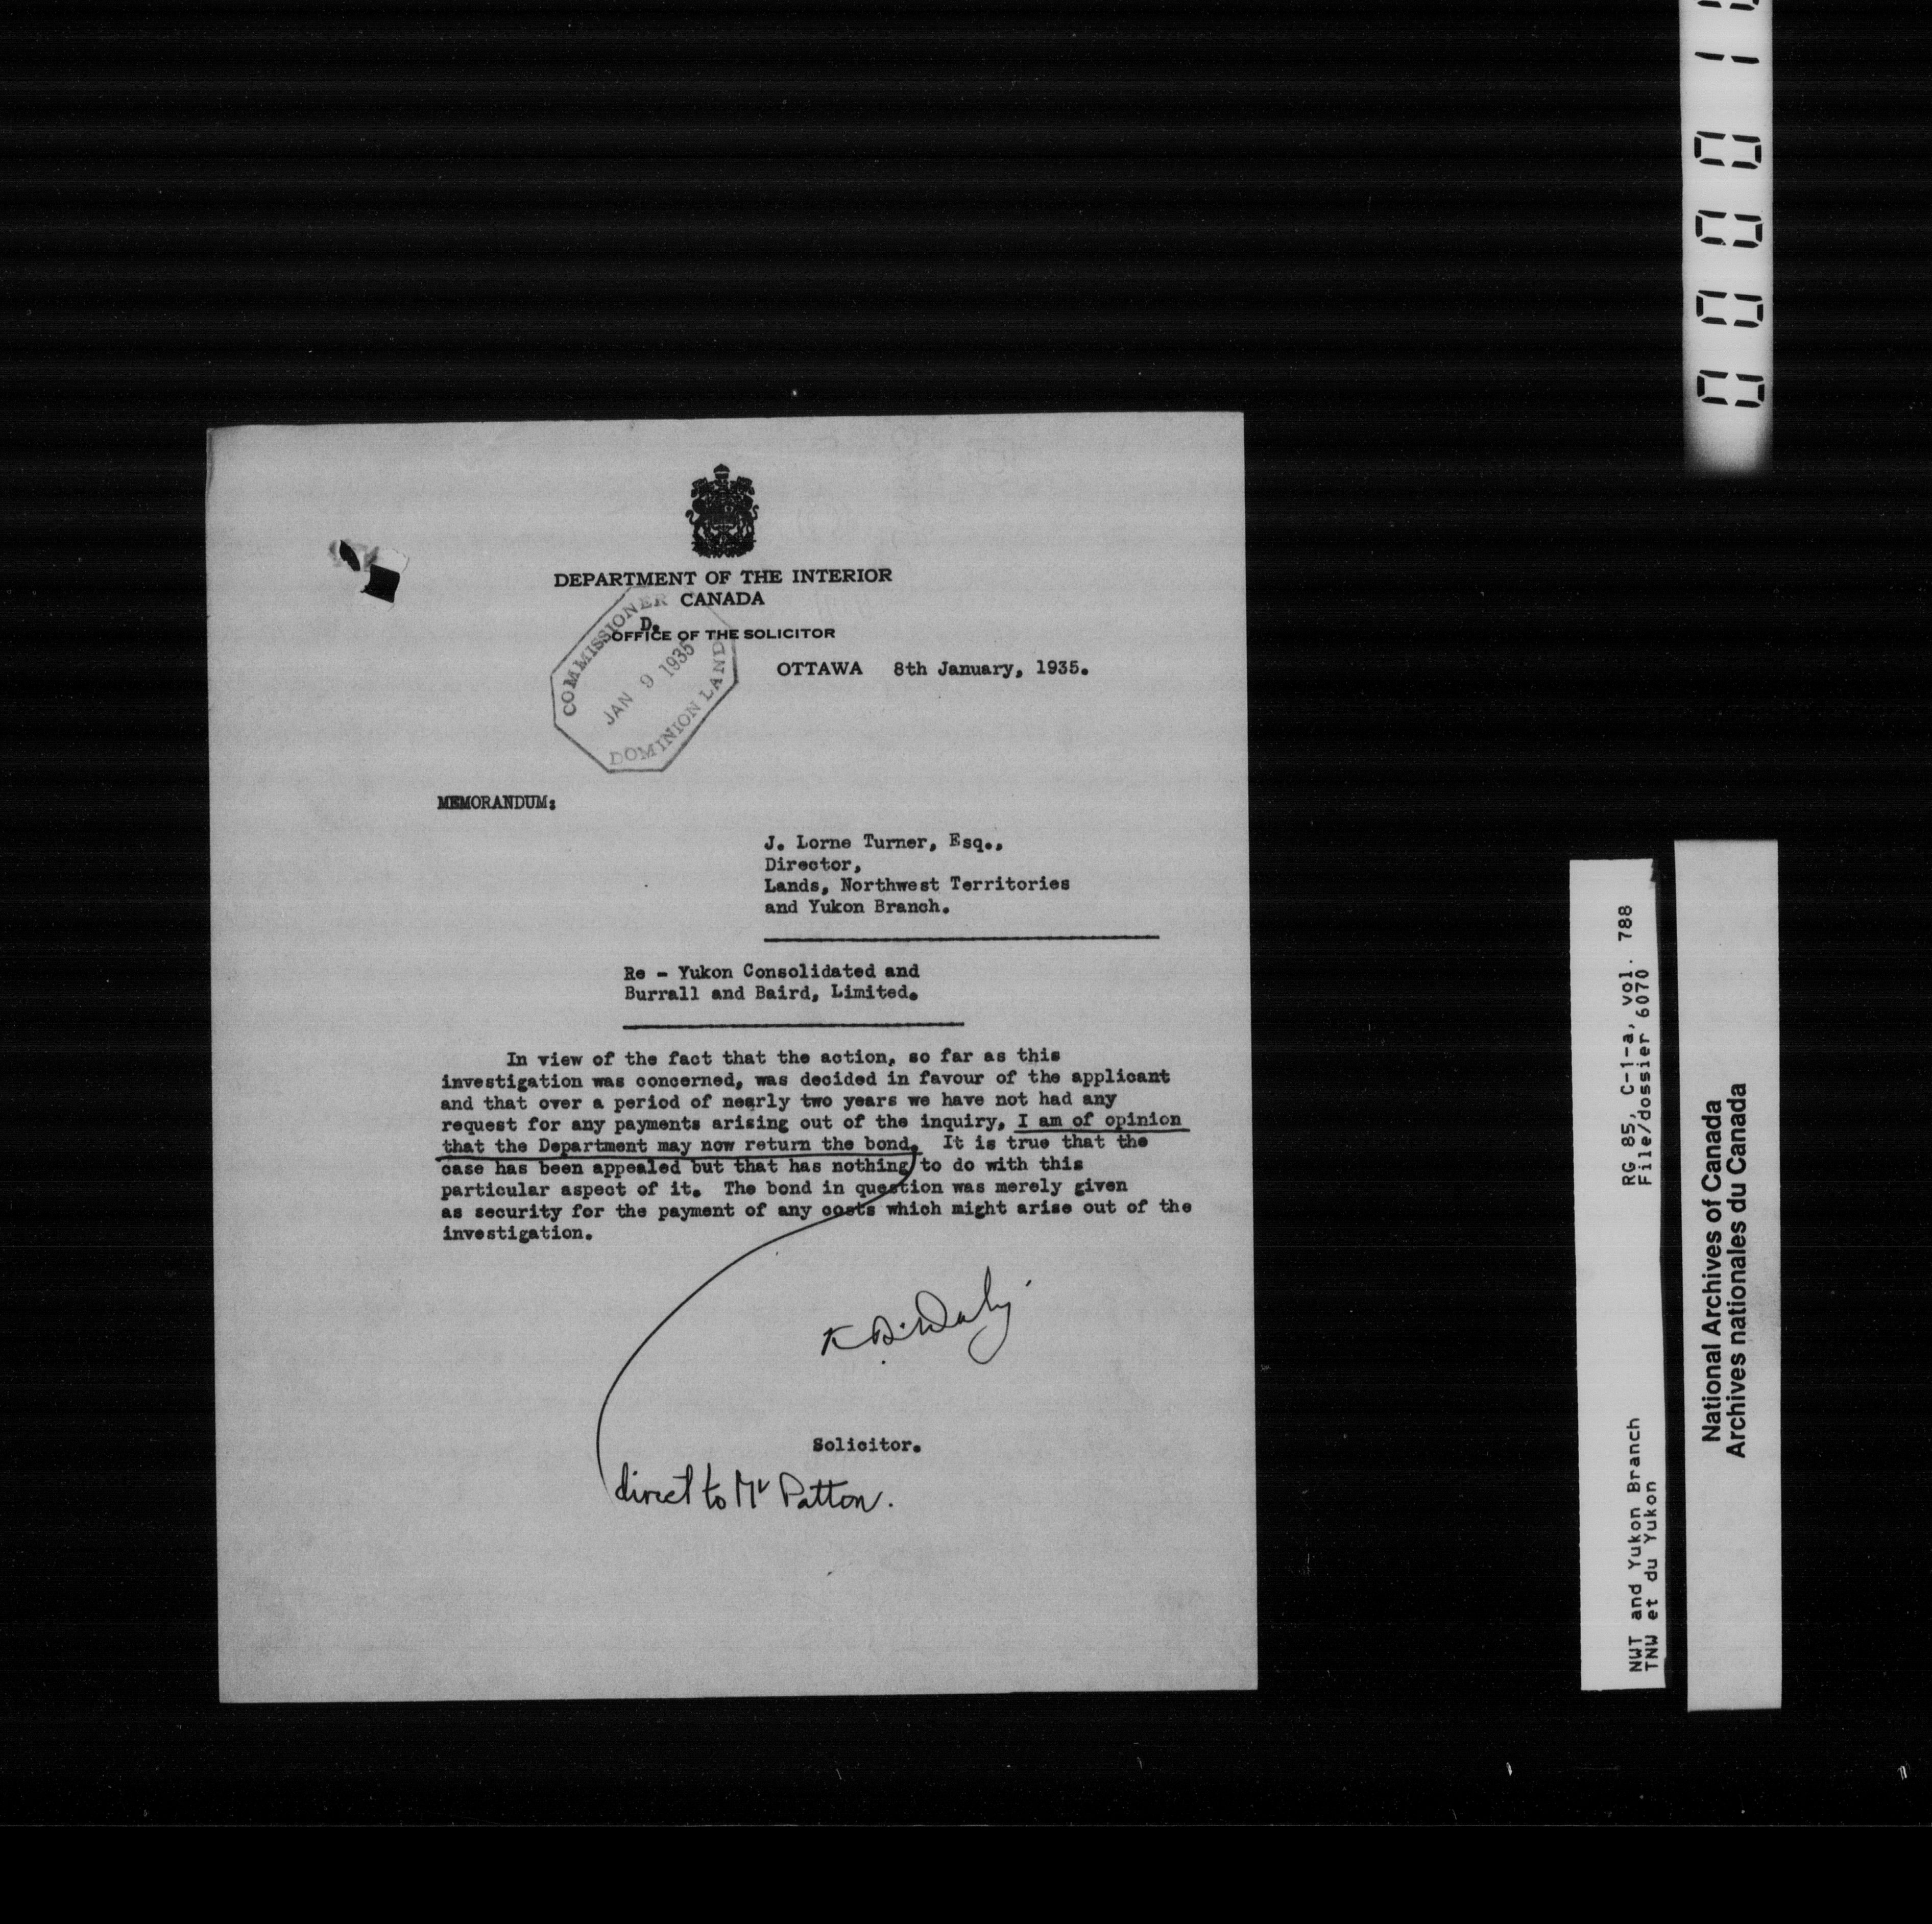 DEPARTMENT OF THE INTERIOR
CANADA
D.
OFFICE OF THE SOLICITOR
COMMISSIONER
JAN 9 1935
DOMINION LAND
OTTAWA 8th January, 1935.
MEMORANDUM:
J. Lorne Turner, Esq.,
Director,
Lands, Northwest Territories
and Yukon Branch.
Re - Yukon Consolidated and
Burrall and Baird, Limited.
In view of the fact that the action, so far as this
investigation was concerned, was decided in favour of the applicant
and that over a period of nearly two years we have not had any
request for any payments arising out of the inquiry, I am of opinion
that the Department may now return the bond. It is true that the
case has been appealed but that has nothing to do with this
particular aspect of it. The bond in question was merely given
as security for the payment of any costs which might arise out of the
investigation.
Solicitor.
direct to Mr Patton.
NWT and Yukon Branch RG 85, C-1-a, vol. 788
TNW et du Yukon File/dossier 6070
National Archives of Canada
Archives nationales du Canada